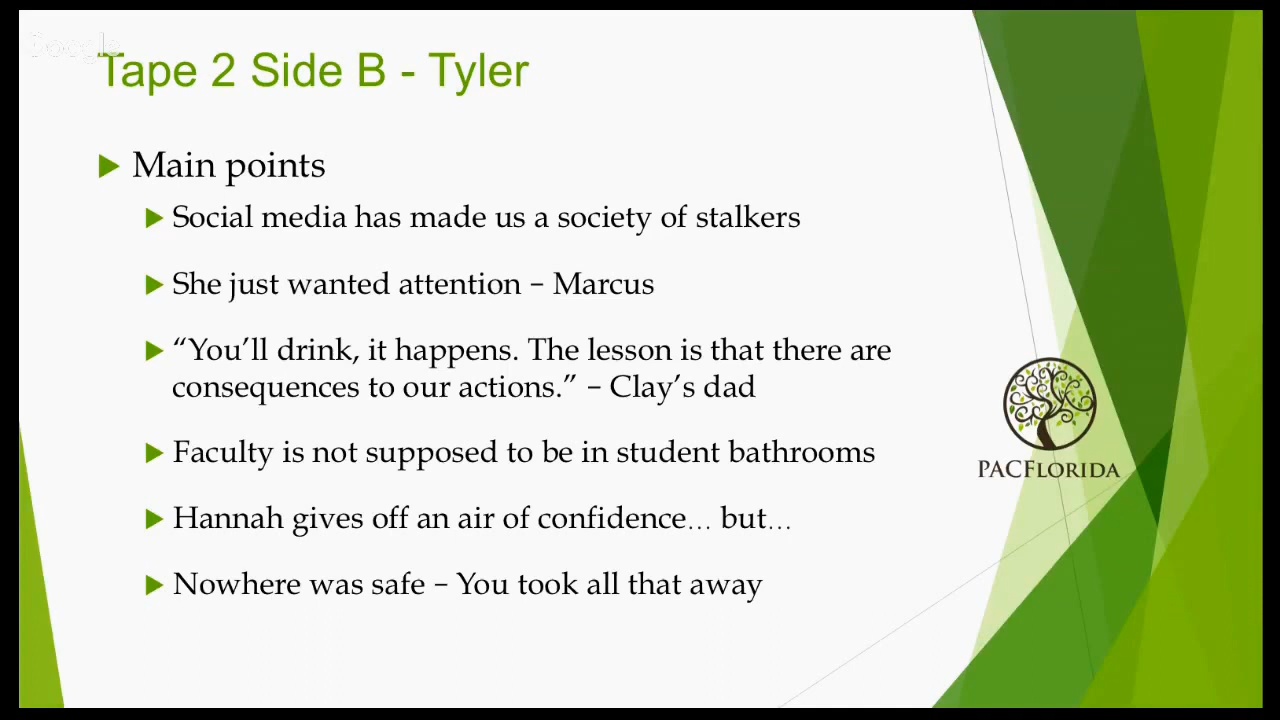 Google
Tape 2 Side B - Tyler
Main points
Social media has made us a society of stalkers
She just wanted attention – Marcus
“You’ll drink, it happens. The lesson is that there are
consequences to our actions.” – Clay’s dad
Faculty is not supposed to be in student bathrooms
Hannah gives off an air of confidence… but…
Nowhere was safe – You took all that away
PACFLORIDA